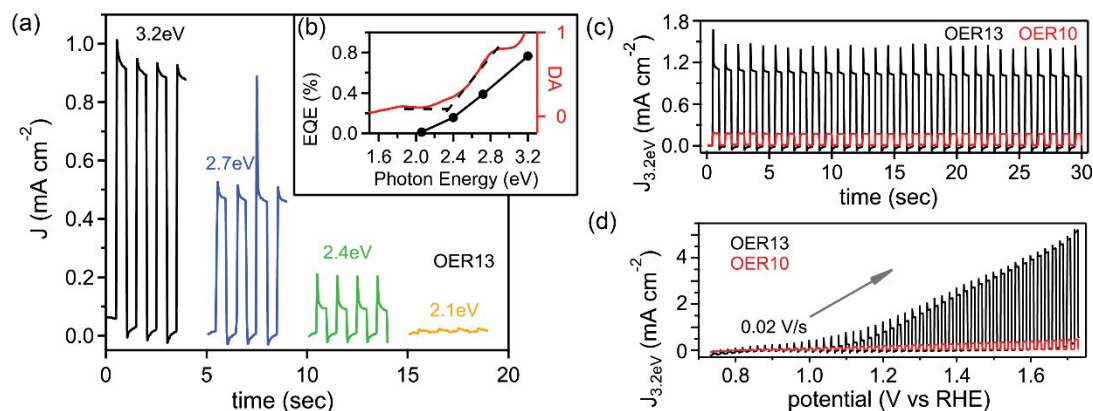 (a)
3.2eV
2.7eV
2.4eV
2.1eV
OER13
J (mA cm⁻²)
1.0
0.8
0.6
0.4
0.2
0.0
0 5 10 15 20
time (sec)
(b)
EQE (%)
0.8
0.4
0.0
1.6 2.0 2.4 2.8 3.2
Photon Energy (eV)
1
0
DA
(c)
OER13 OER10
J3.2eV (mA cm⁻²)
1.8
1.2
0.6
0.0
0 5 10 15 20 25 30
time (sec)
(d)
OER13
OER10
0.02 V/s
J3.2eV (mA cm⁻²)
4
2
0
0.8 1.0 1.2 1.4 1.6
potential (V vs RHE)